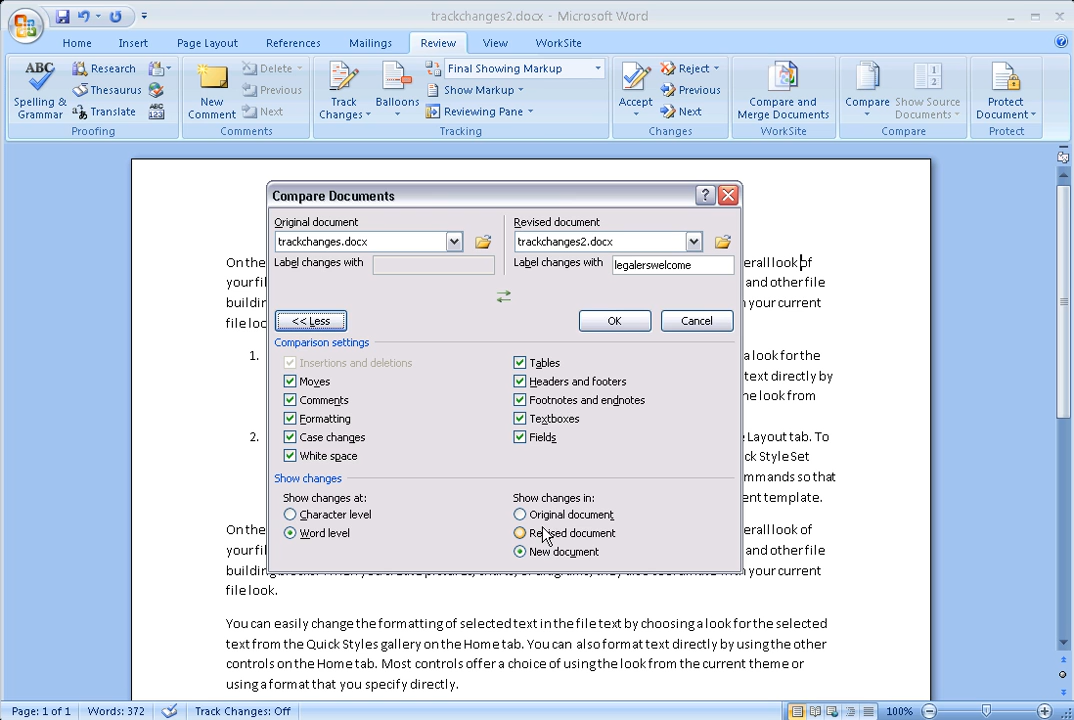 trackchanges2.docx - Microsoft Word
Home Insert Page Layout References Mailings Review View WorkSite
ABC Research Delete Final Showing Markup Reject
Thesaurus Previous Show Markup Previous
Translate Next Reviewing Pane Next
Spelling & Grammar
New Comment
Track Changes
Balloons
Accept
Compare and Merge Documents
Compare
Show Source Documents
Protect Document
Proofing Comments Tracking Changes WorkSite Compare Protect
Compare Documents
Original document
trackchanges.docx
Label changes with
Revised document
trackchanges2.docx
Label changes with legalerswelcome
<< Less OK Cancel
Comparison settings
Insertions and deletions
Moves
Comments
Formatting
Case changes
White space
Tables
Headers and footers
Footnotes and endnotes
Textboxes
Fields
Show changes
Show changes at:
Character level
Word level
Show changes in:
Original document
Revised document
New document
On the erall look of
your fil and other file
building h your current
file loo
1. a look for the
text directly by
he look from
2. e Layout tab. To
ck Style Set
mmands so that
ent template.
On the erall look of
your fil and other file
h your current
file look.
You can easily change the formatting of selected text in the file text by choosing a look for the selected
text from the Quick Styles gallery on the Home tab. You can also format text directly by using the other
controls on the Home tab. Most controls offer a choice of using the look from the current theme or
using a format that you specify directly.
Page: 1 of 1 Words: 372 Track Changes: Off 100%